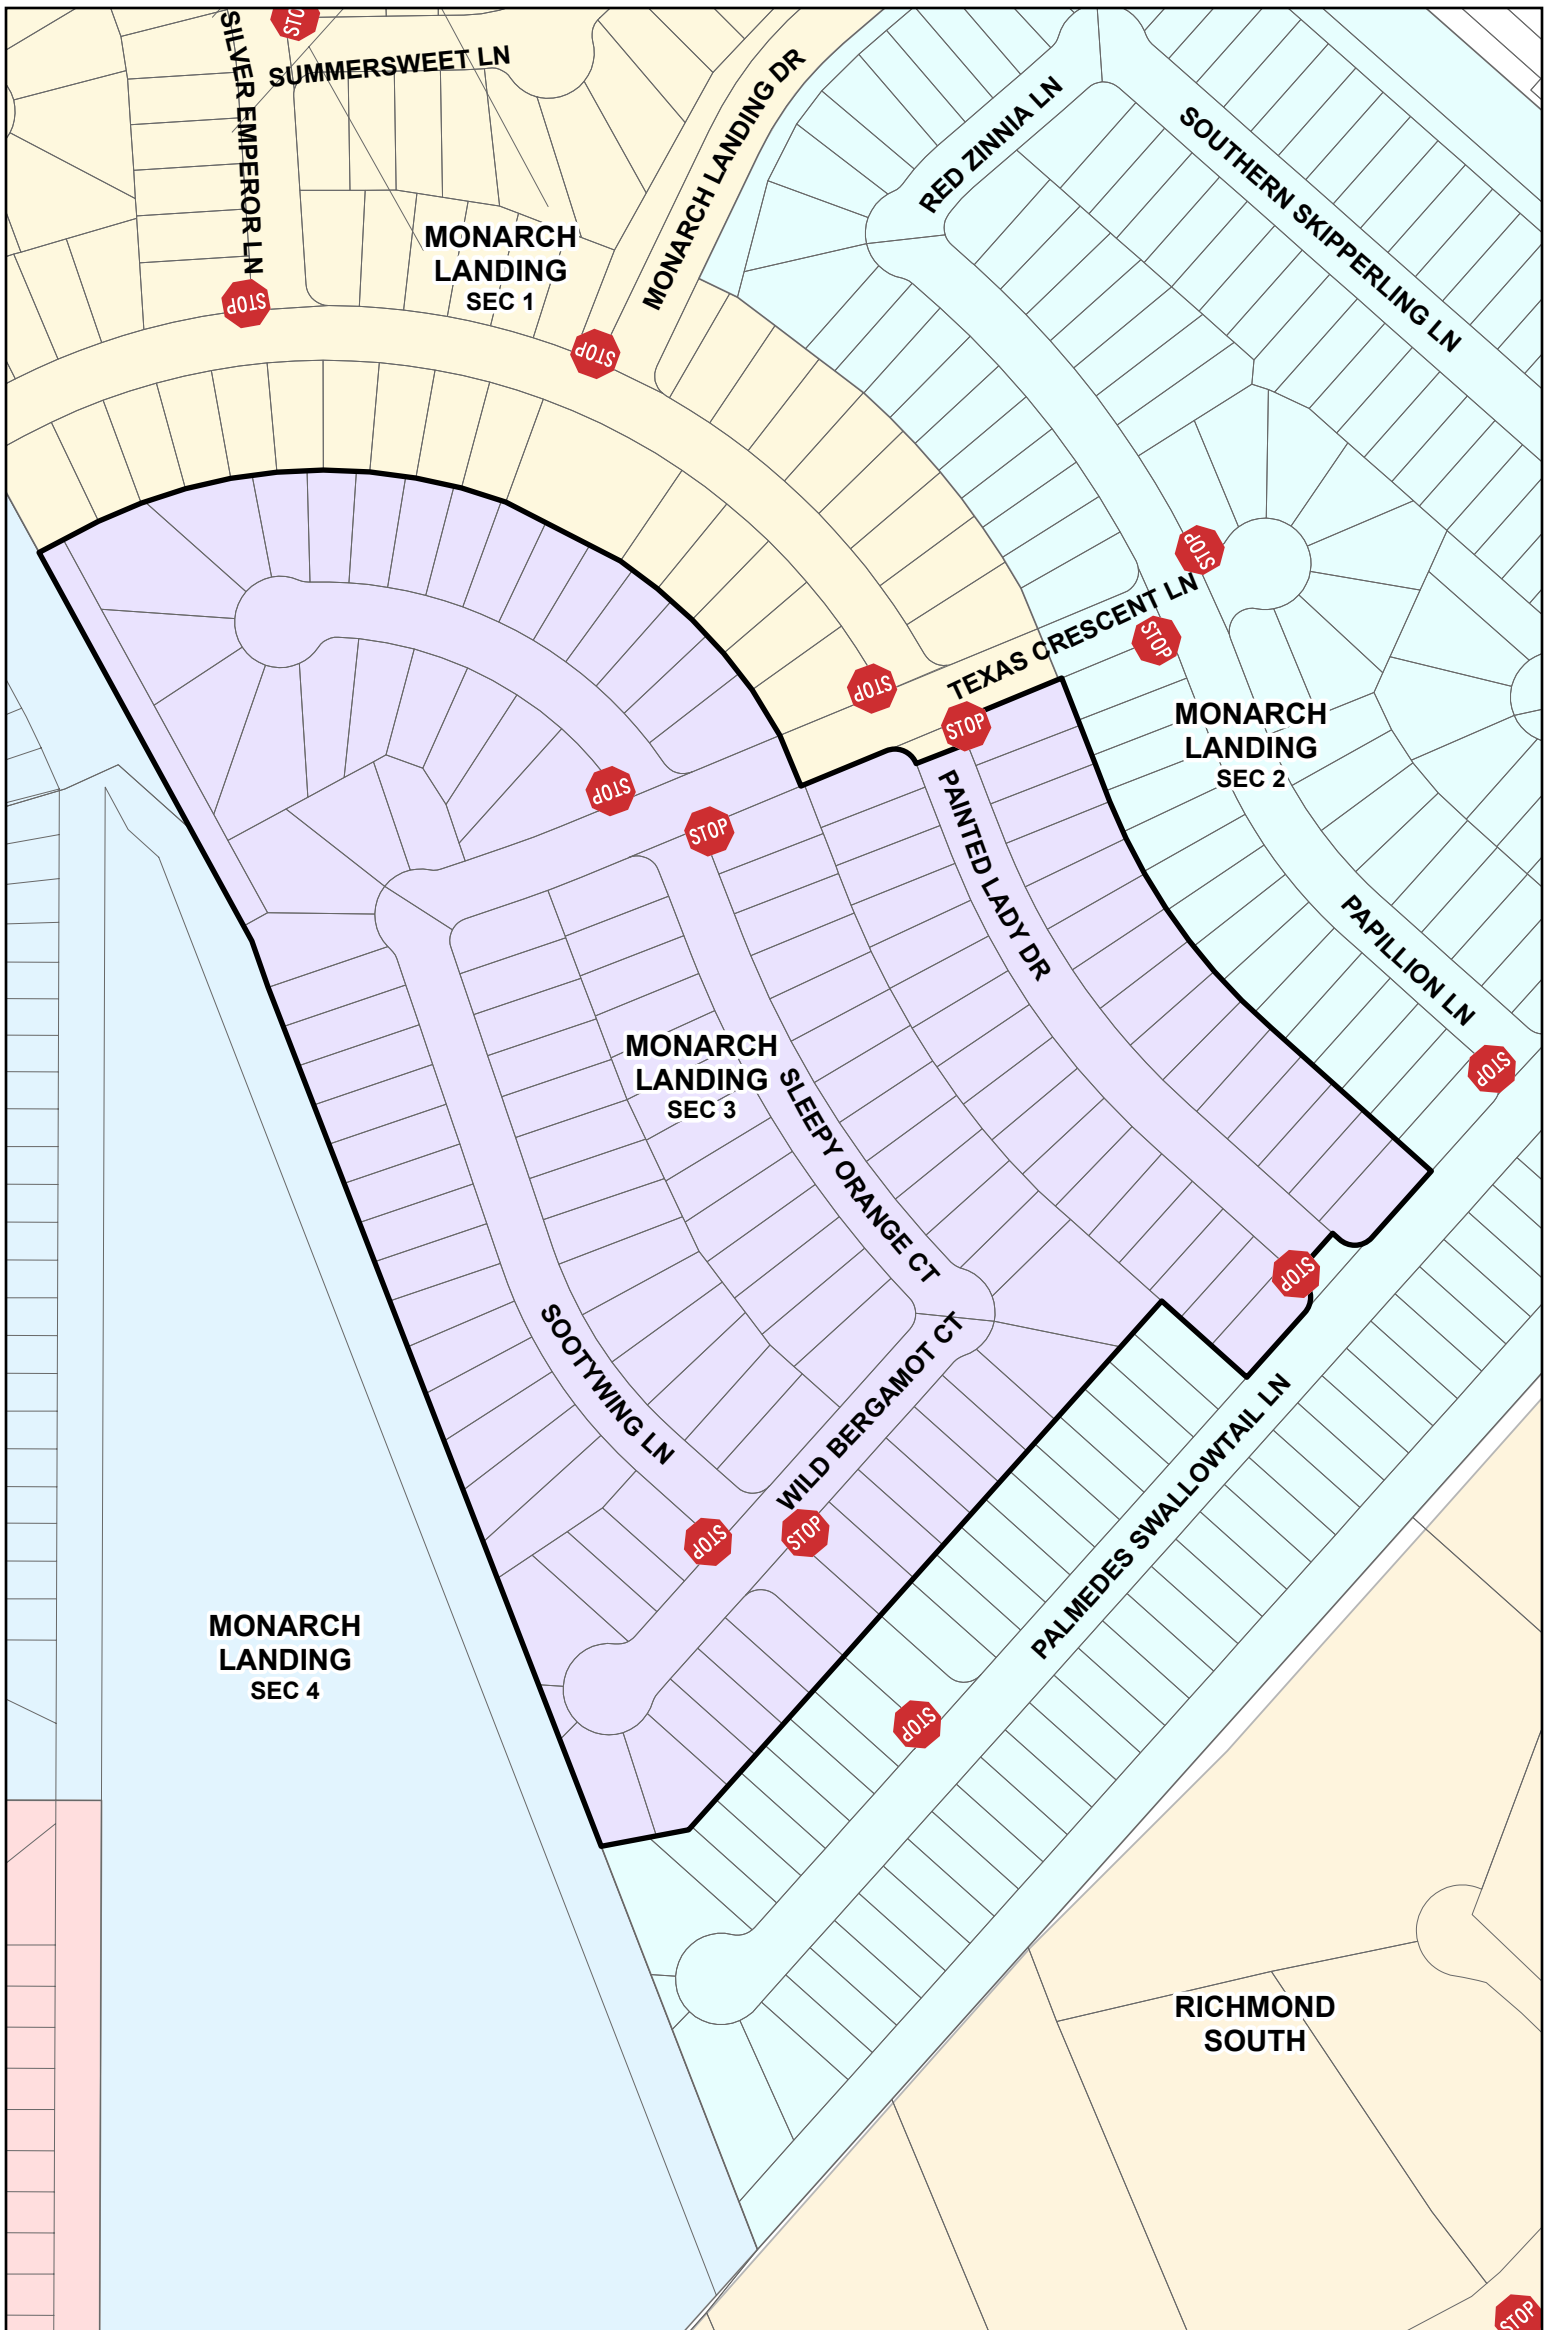 STOP
SILVER EMPEROR LN
SUMMERSWEET LN
MONARCH LANDING DR
RED ZINNIA LN
SOUTHERN SKIPPERLING LN
MONARCH
LANDING
SEC 1
STOP
STOP
STOP
TEXAS CRESCENT LN
STOP
STOP
STOP
MONARCH
LANDING
SEC 2
STOP
STOP
PAINTED LADY DR
PAPILLION LN
STOP
MONARCH
LANDING
SEC 3
SLEEPY ORANGE CT
STOP
SOOTYWING LN
WILD BERGAMOT CT
PALMEDES SWALLOWTAIL LN
STOP
STOP
MONARCH
LANDING
SEC 4
STOP
RICHMOND
SOUTH
STOP